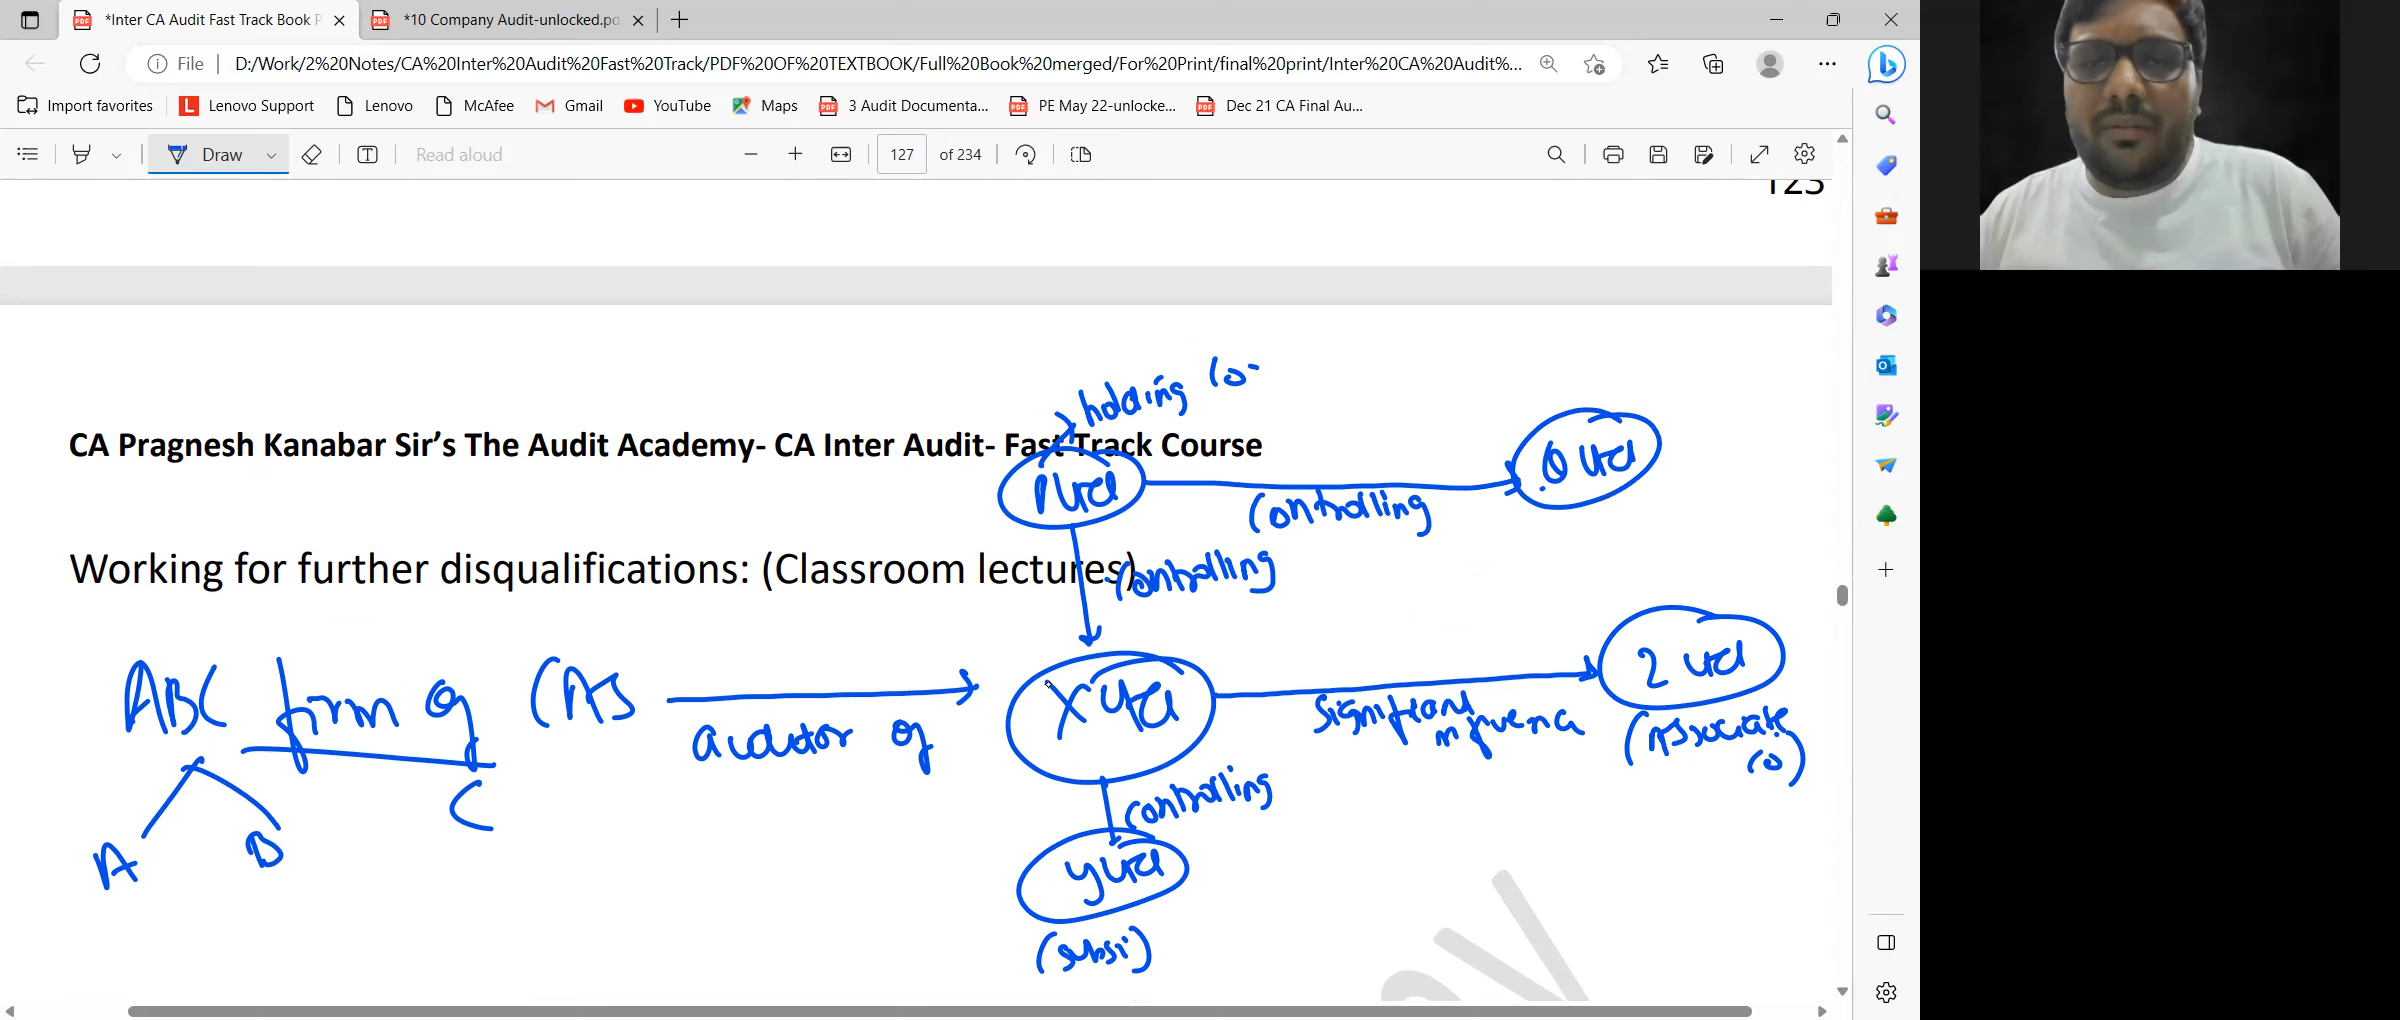 *Inter CA Audit Fast Track Book P
*10 Company Audit-unlocked.pd
File
D:/Work/2%20Notes/CA%20Inter%20Audit%20Fast%20Track/PDF%20OF%20TEXTBOOK/Full%20Book%20merged/For%20Print/final%20print/Inter%20CA%20Audit%...
Import favorites
Lenovo Support
Lenovo
McAfee
Gmail
YouTube
Maps
3 Audit Documenta...
PE May 22-unlocke...
Dec 21 CA Final Au...
Draw
Read aloud
127 of 234
holding co-
CA Pragnesh Kanabar Sir's The Audit Academy- CA Inter Audit- Fast Track Course
P Ltd
Q Ltd
controlling
Working for further disqualifications: (Classroom lectures)
controlling
ABC firm of CAs
auditor of
X Ltd
significant
influence
Z Ltd
(Associate
co)
A
B
C
controlling
Y Ltd
(subsi)